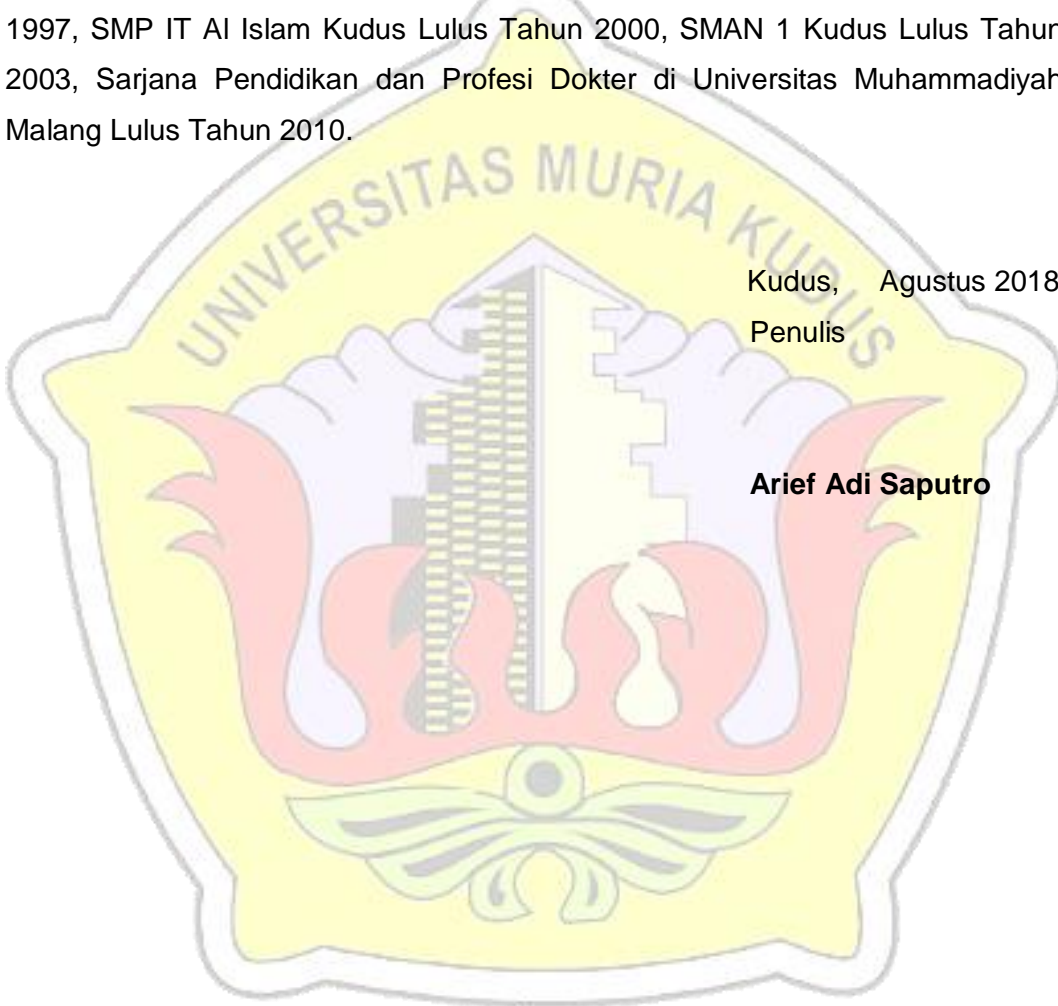 1997, SMP IT Al Islam Kudus Lulus Tahun 2000, SMAN 1 Kudus Lulus Tahun
2003, Sarjana Pendidikan dan Profesi Dokter di Universitas Muhammadiyah
Malang Lulus Tahun 2010.
UNIVERSITAS MURIA KUDUS
Kudus, Agustus 2018
Penulis
Arief Adi Saputro